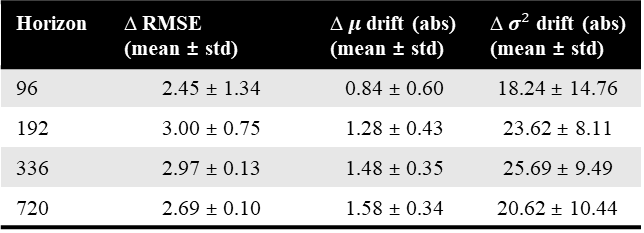 Horizon Δ RMSE Δ μ drift (abs) Δ σ² drift (abs)
(mean ± std) (mean ± std) (mean ± std)
96 2.45 ± 1.34 0.84 ± 0.60 18.24 ± 14.76
192 3.00 ± 0.75 1.28 ± 0.43 23.62 ± 8.11
336 2.97 ± 0.13 1.48 ± 0.35 25.69 ± 9.49
720 2.69 ± 0.10 1.58 ± 0.34 20.62 ± 10.44